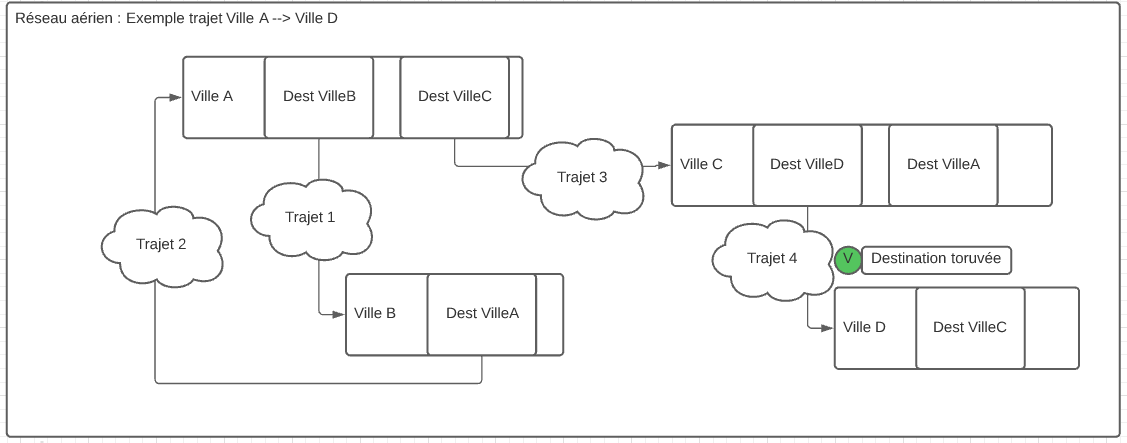 Réseau aérien : Exemple trajet Ville A --> Ville D
Ville A
Dest VilleB
Dest VilleC
Trajet 3
Ville C
Dest VilleD
Dest VilleA
Trajet 2
Trajet 1
Trajet 4
V
Destination toruvée
Ville B
Dest VilleA
Ville D
Dest VilleC